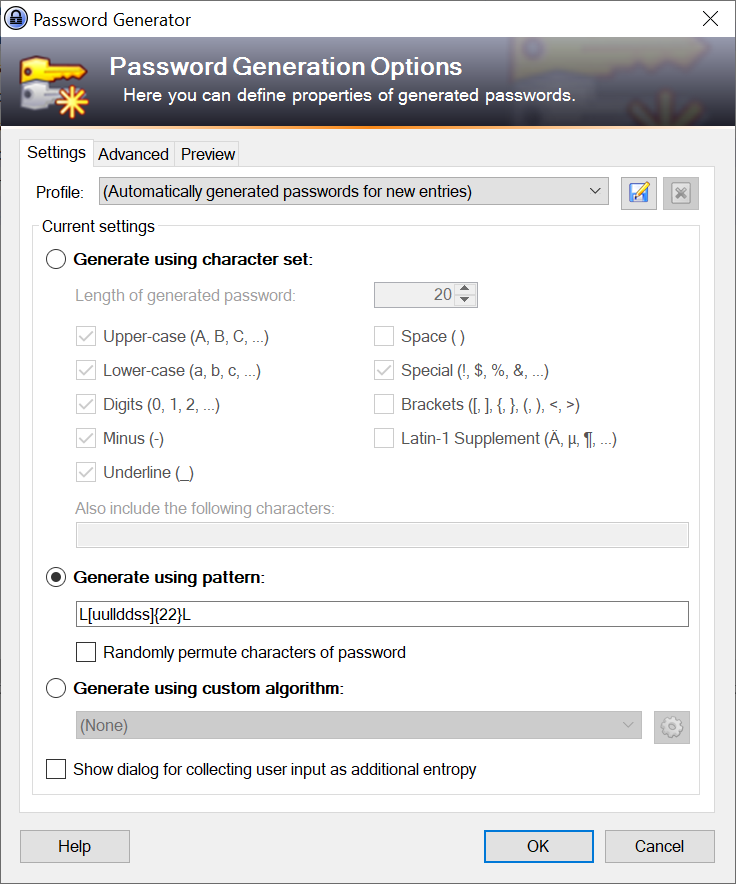 Password Generator
Password Generation Options
Here you can define properties of generated passwords.
Settings Advanced Preview
Profile: (Automatically generated passwords for new entries)
Current settings
Generate using character set:
Length of generated password: 20
Upper-case (A, B, C, ...) Space ( )
Lower-case (a, b, c, ...) Special (!, $, %, &, ...)
Digits (0, 1, 2, ...) Brackets ([, ], {, }, (, ), <, >)
Minus (-) Latin-1 Supplement (Ä, µ, ¶, ...)
Underline (_)
Also include the following characters:
Generate using pattern:
L[uullddss]{22}L
Randomly permute characters of password
Generate using custom algorithm:
(None)
Show dialog for collecting user input as additional entropy
Help OK Cancel